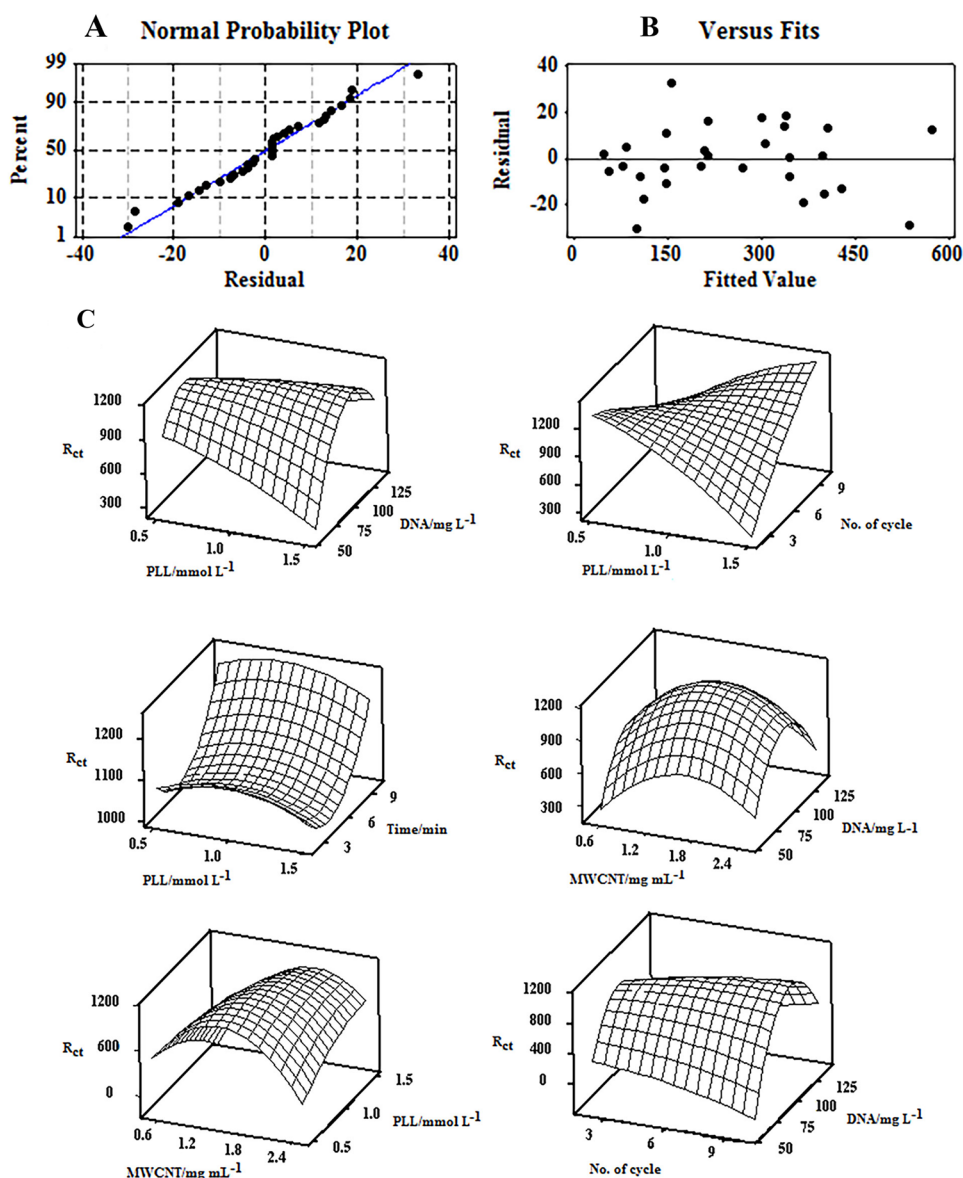 A Normal Probability Plot
99
90
50
10
1
Percent
-40 -20 0 20 40
Residual
B Versus Fits
40
20
0
-20
Residual
0 150 300 450 600
Fitted Value
C
1200
900
600
300
Rct
0.5 1.0 1.5
PLL/mmol L-1
50 75 100 125
DNA/mg L-1
1200
900
600
300
Rct
0.5 1.0 1.5
PLL/mmol L-1
3 6 9
No. of cycle
1200
1100
1000
Rct
0.5 1.0 1.5
PLL/mmol L-1
3 6 9
Time/min
1200
900
600
300
Rct
0.6 1.2 1.8 2.4
MWCNT/mg mL-1
50 75 100 125
DNA/mg L-1
1200
600
0
Rct
0.6 1.2 1.8 2.4
MWCNT/mg mL-1
0.5 1.0 1.5
PLL/mmol L-1
1200
800
400
0
Rct
3 6 9
No. of cycle
50 75 100 125
DNA/mg L-1